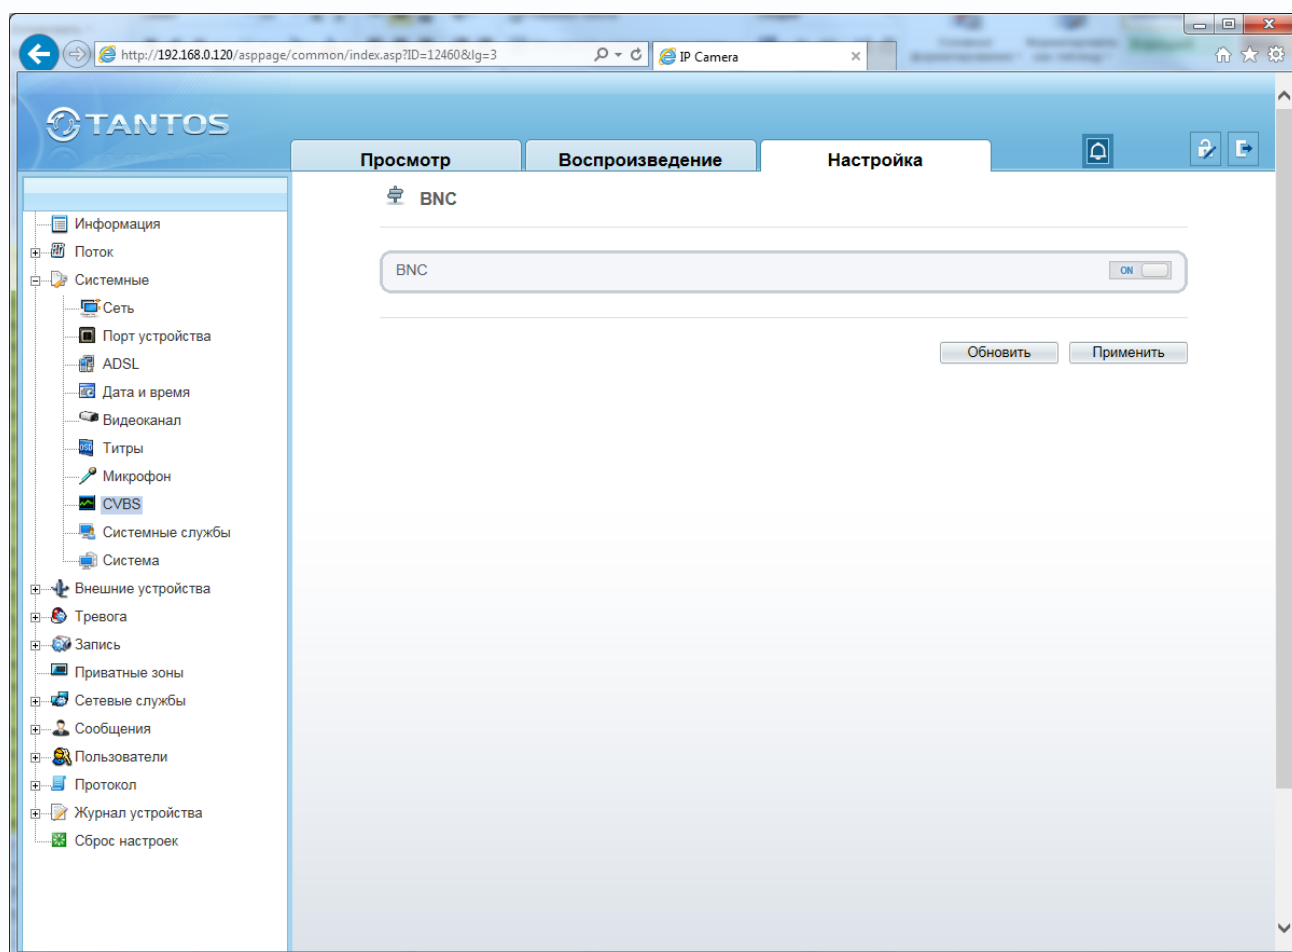 http://192.168.0.120/asppage/common/index.asp?ID=12460&lg=3
IP Camera
TANTOS
Просмотр
Воспроизведение
Настройка
BNC
Информация
Поток
BNC
ON
Системные
Сеть
Порт устройства
Обновить
Применить
ADSL
Дата и время
Видеоканал
Титры
Микрофон
CVBS
Системные службы
Система
Внешние устройства
Тревога
Запись
Приватные зоны
Сетевые службы
Сообщения
Пользователи
Протокол
Журнал устройства
Сброс настроек